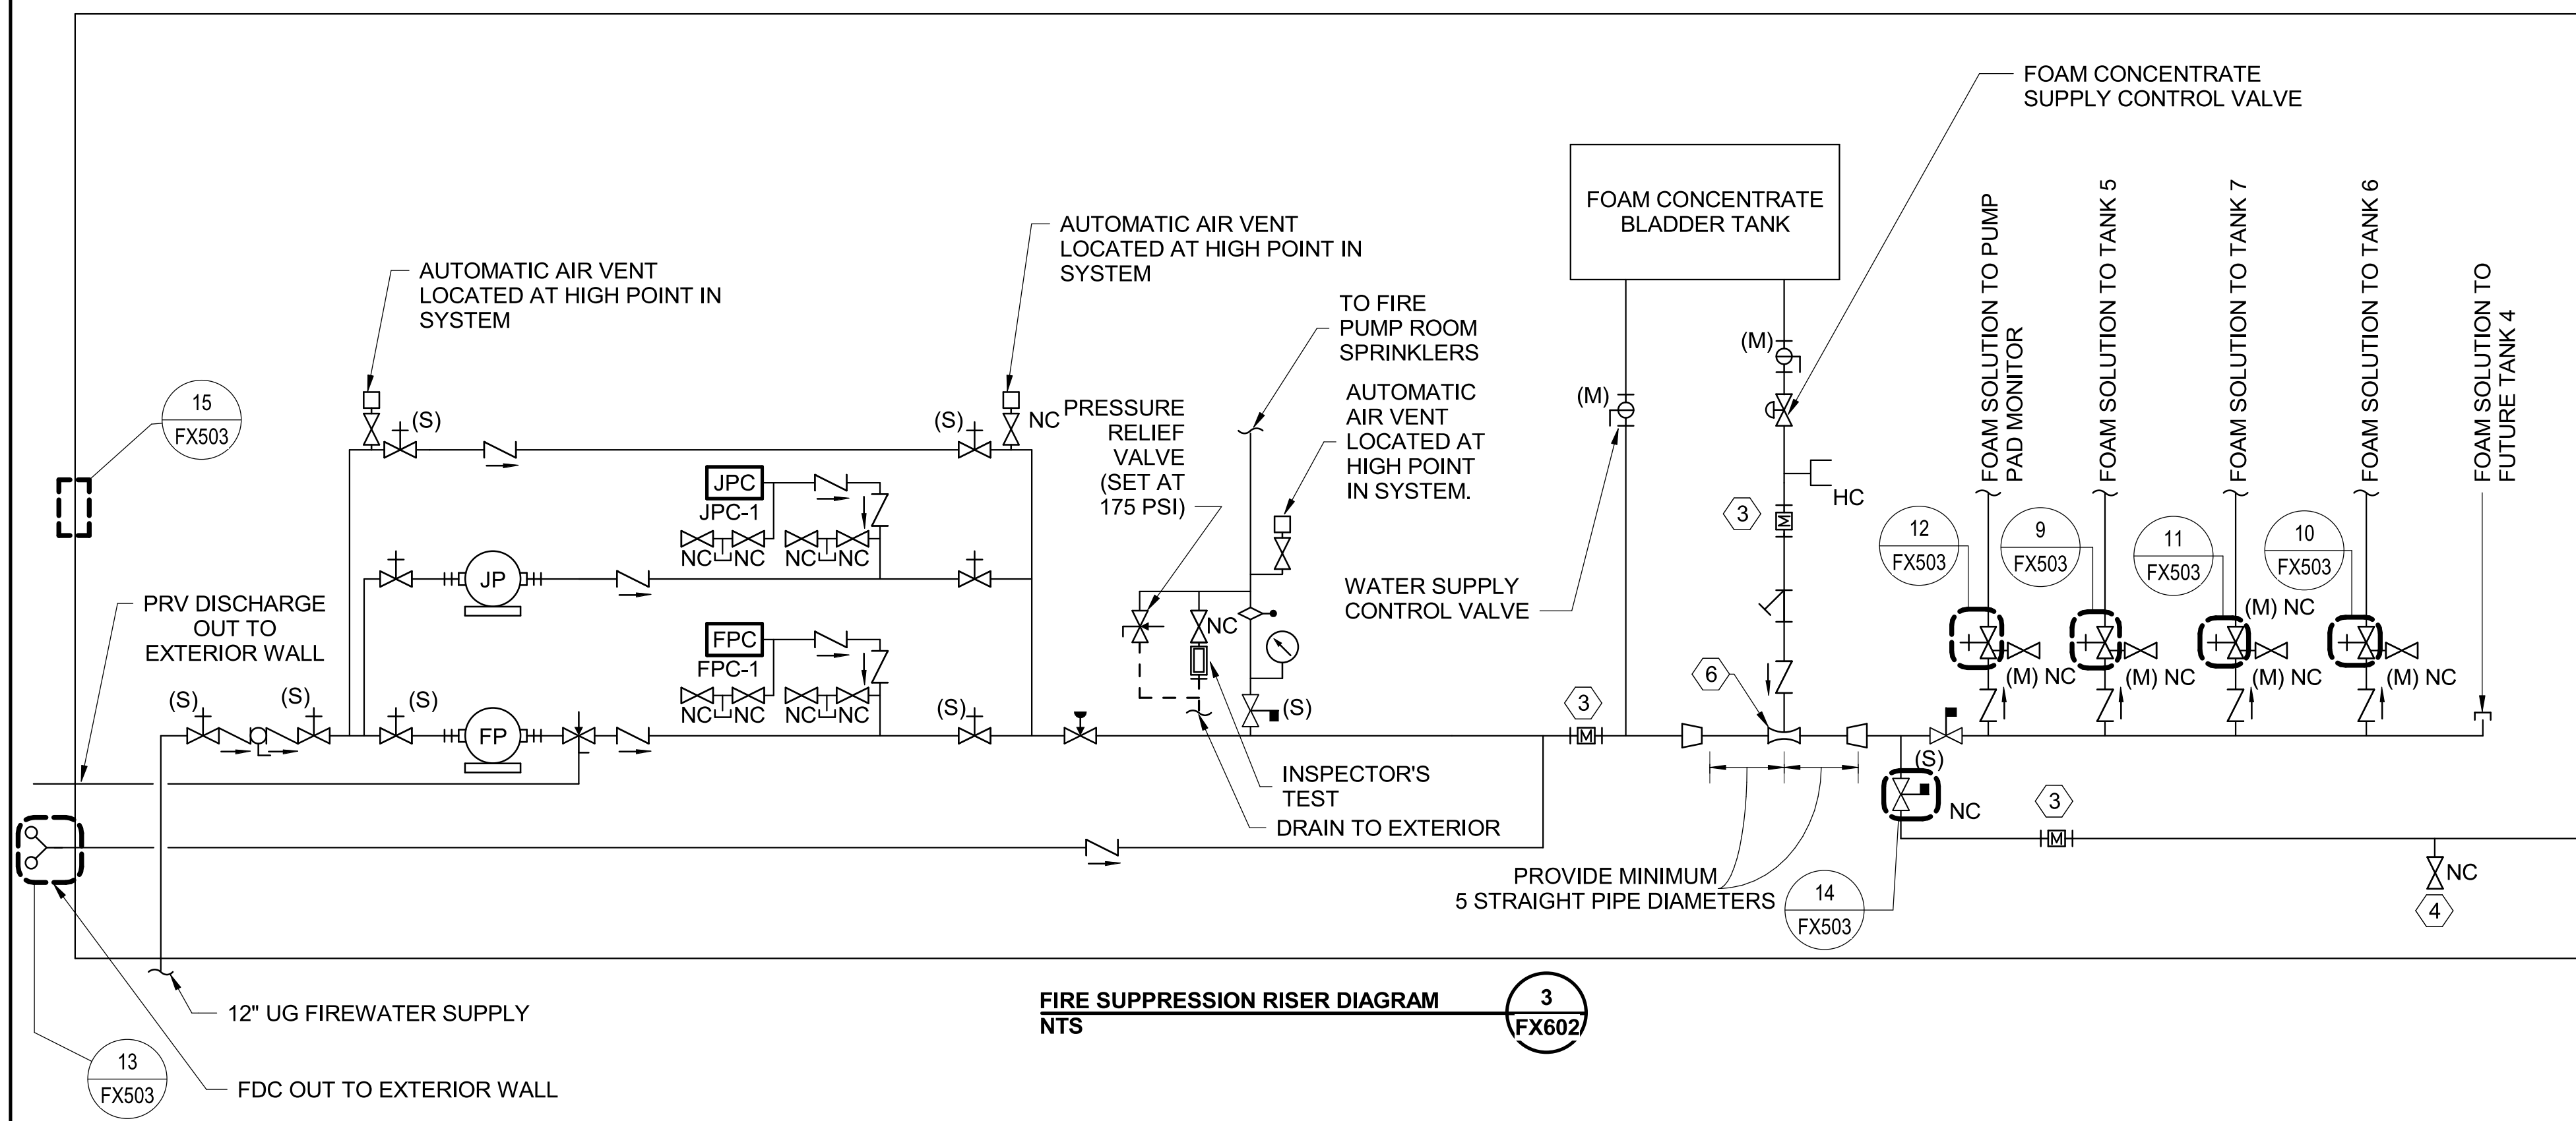 FOAM CONCENTRATE
SUPPLY CONTROL VALVE
FOAM CONCENTRATE
BLADDER TANK
AUTOMATIC AIR VENT
LOCATED AT HIGH POINT IN
SYSTEM
AUTOMATIC AIR VENT
LOCATED AT HIGH POINT IN
SYSTEM
TO FIRE
PUMP ROOM
SPRINKLERS
AUTOMATIC
AIR VENT
LOCATED AT
HIGH POINT
IN SYSTEM.
PRESSURE
RELIEF
VALVE
(SET AT
175 PSI)
15
FX503
(S)
(S)
NC
JPC
JPC-1
NC NC
NC NC
JP
FPC
FPC-1
NC NC
NC NC
FP
PRV DISCHARGE
OUT TO
EXTERIOR WALL
(S)
(S)
(S)
(S)
NC
(S)
INSPECTOR'S
TEST
DRAIN TO EXTERIOR
(M)
(M)
HC
3
WATER SUPPLY
CONTROL VALVE
6
3
FOAM SOLUTION TO PUMP
PAD MONITOR
FOAM SOLUTION TO TANK 5
FOAM SOLUTION TO TANK 7
FOAM SOLUTION TO TANK 6
FOAM SOLUTION TO
FUTURE TANK 4
12
FX503
9
FX503
11
FX503
10
FX503
(M) NC
(M) NC
(M) NC
(M) NC
(M) NC
(S)
NC
3
NC
4
PROVIDE MINIMUM
5 STRAIGHT PIPE DIAMETERS
14
FX503
12" UG FIREWATER SUPPLY
13
FX503
FDC OUT TO EXTERIOR WALL
FIRE SUPPRESSION RISER DIAGRAM
NTS
3
FX602